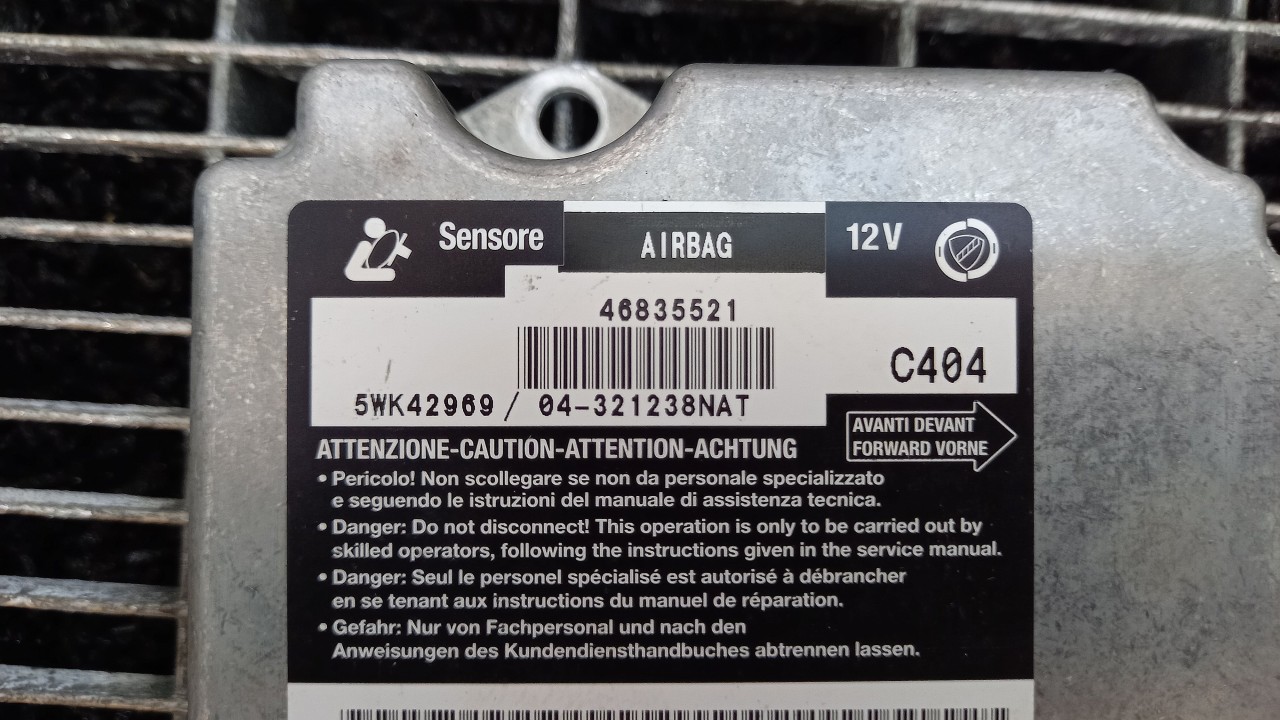 Sensore
AIRBAG
12V
46835521
C404
5WK42969 / 04-321238NAT
AVANTI DEVANT
FORWARD VORNE
ATTENZIONE-CAUTION-ATTENTION-ACHTUNG
• Pericolo! Non scollegare se non da personale specializzato
e seguendo le istruzioni del manuale di assistenza tecnica.
• Danger: Do not disconnect! This operation is only to be carried out by
skilled operators, following the instructions given in the service manual.
• Danger: Seul le personel spécialisé est autorisé à débrancher
en se tenant aux instructions du manuel de réparation.
• Gefahr: Nur von Fachpersonal und nach den
Anweisungen des Kundendiensthandbuches abtrennen lassen.